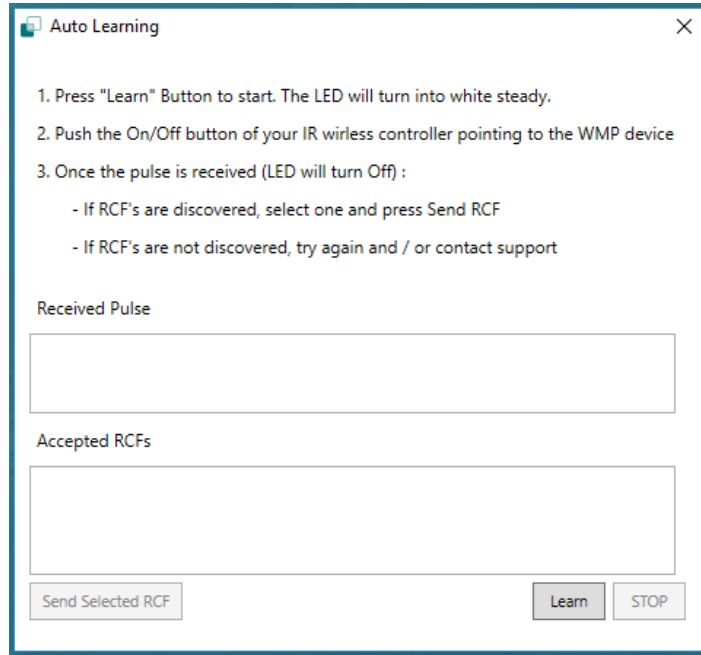 Auto Learning
1. Press "Learn" Button to start. The LED will turn into white steady.
2. Push the On/Off button of your IR wirless controller pointing to the WMP device
3. Once the pulse is received (LED will turn Off) :
- If RCF's are discovered, select one and press Send RCF
- If RCF's are not discovered, try again and / or contact support
Received Pulse
Accepted RCFs
Send Selected RCF
Learn
STOP